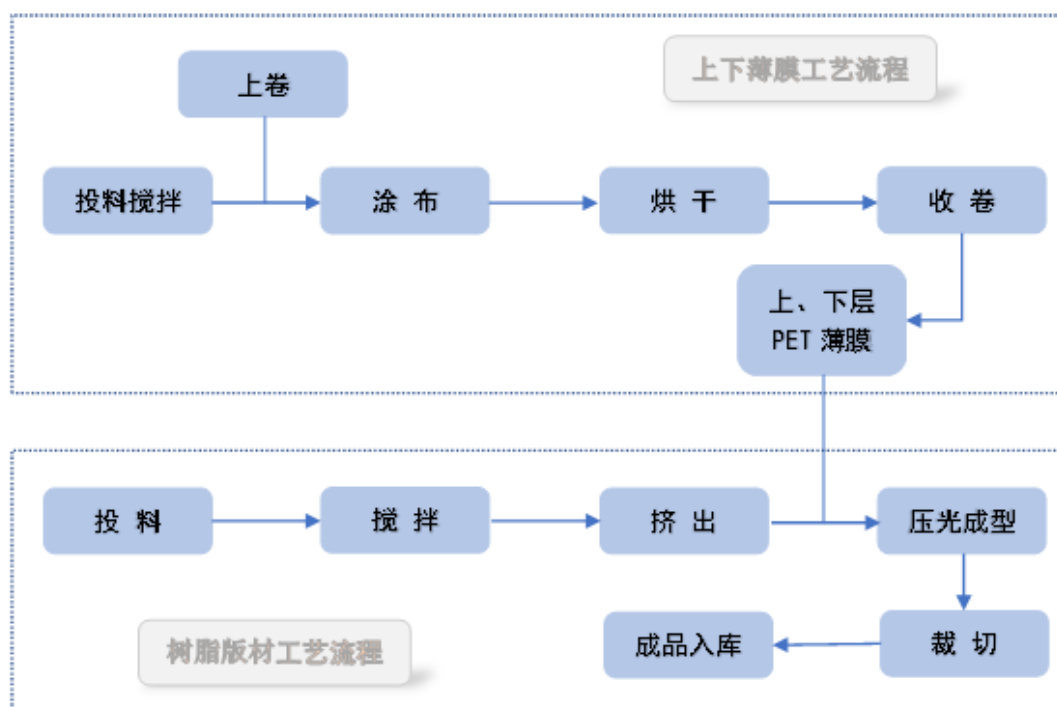 上下薄膜工艺流程
上卷
投料搅拌
涂 布
烘 干
收 卷
上、下层
PET 薄膜
投 料
搅 拌
挤 出
压光成型
树脂版材工艺流程
成品入库
裁 切